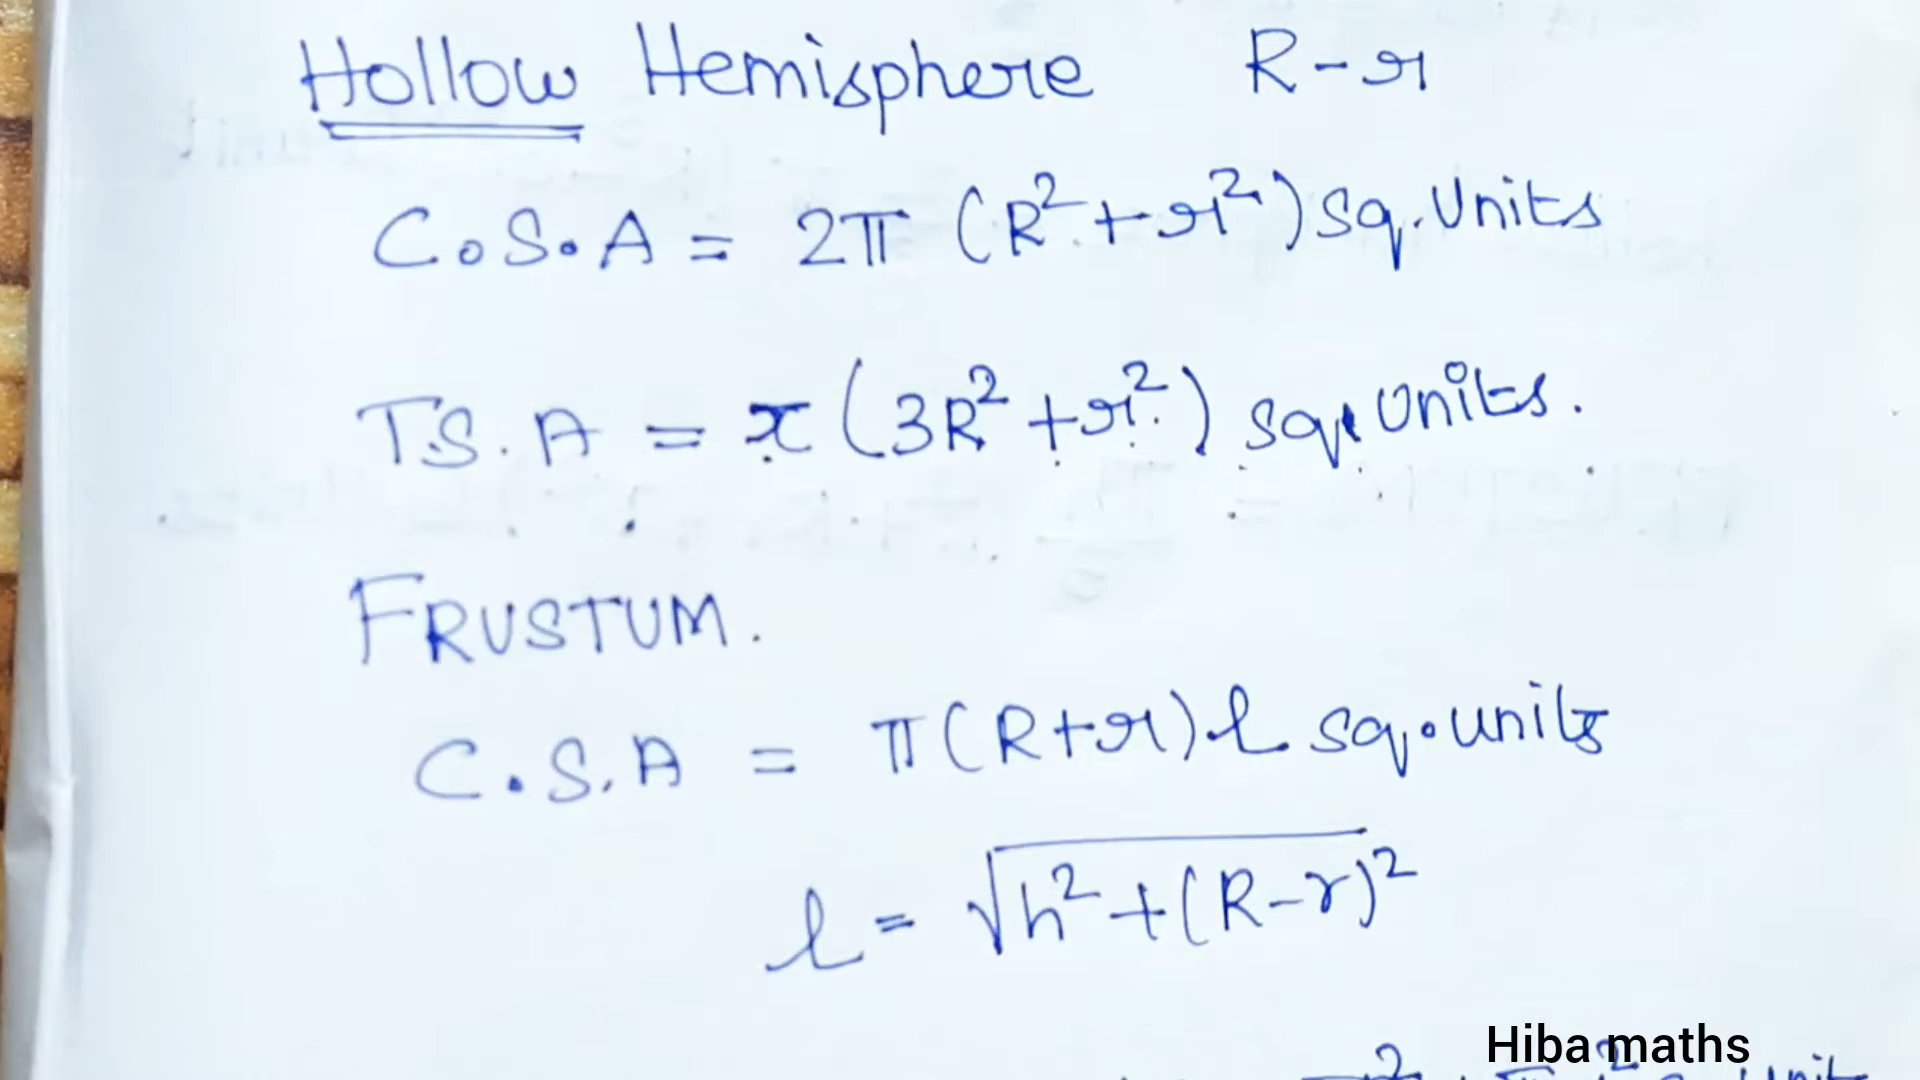 Hollow Hemisphere R-r
C.S.A = 2π (R²+r²) Sq. Units
T.S.A = π (3R²+r²) sq. units.
FRUSTUM.
C.S.A = π(R+r)l sq. units
l = √h²+(R-r)²
Hiba maths